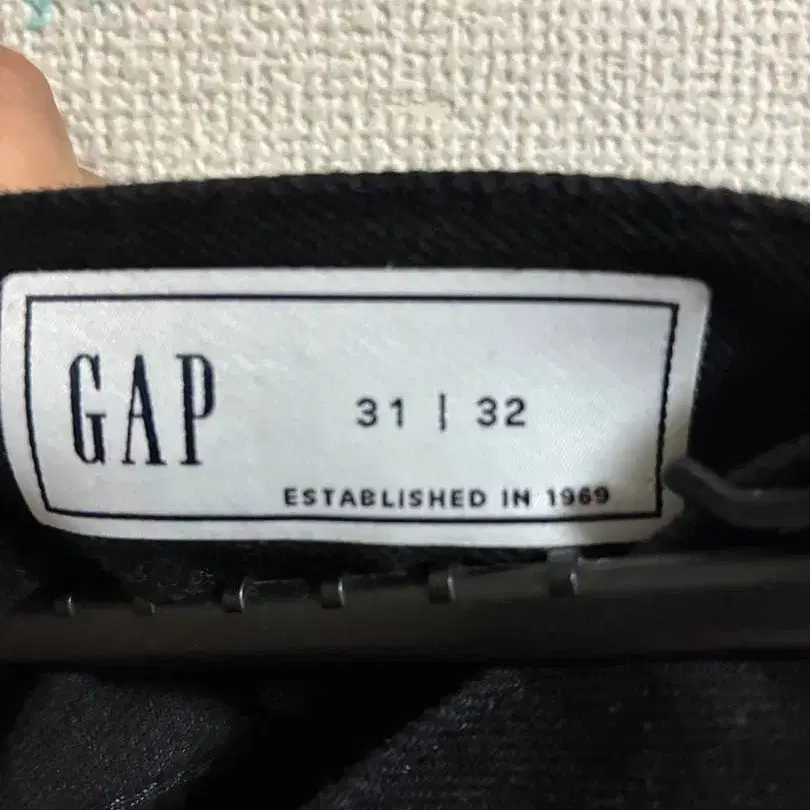 GAP
31 | 32
ESTABLISHED IN 1969